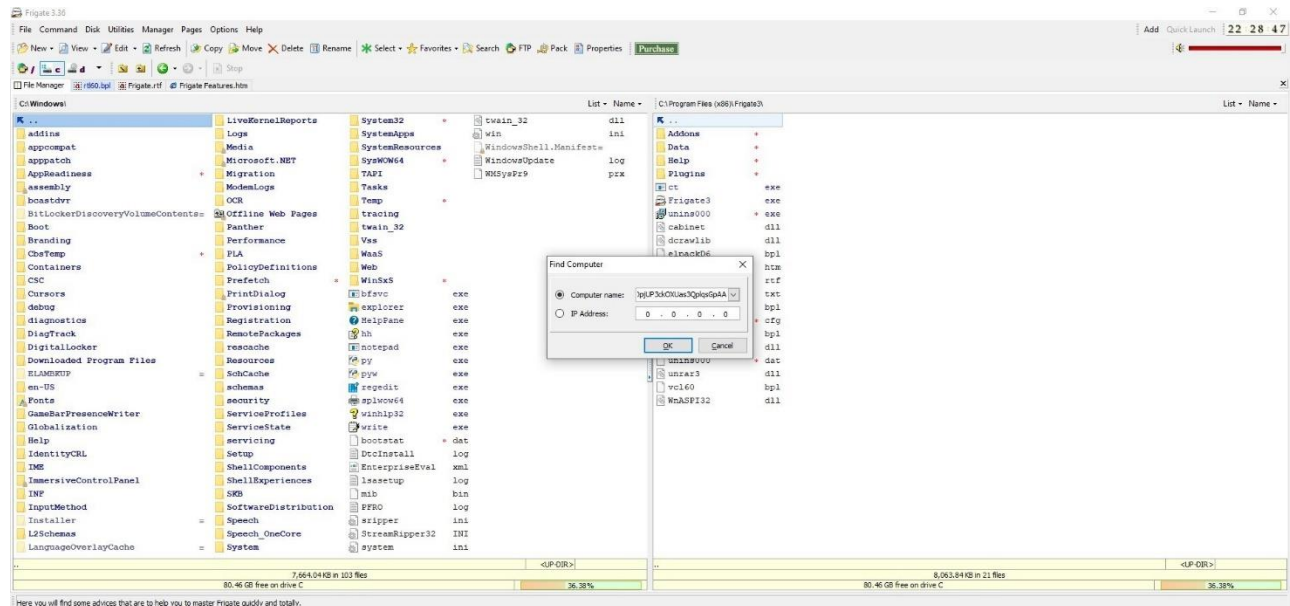 Frigate 3.36
File Command Disk Utilities Manager Pages Options Help
Add Quick Launch 22 28 47
New View Edit Refresh Copy Move Delete Rename Select Favorites Search FTP Pack Properties Purchase
/ c d Stop
File Manager rtl60.bpl Frigate.rtf Frigate Features.htm
C:\Windows\ List Name C:\Program Files (x86)\Frigate3\ List Name
.. LiveKernelReports System32 twain_32 dll ..
addins Logs SystemApps win ini Addons
appcompat Media SystemResources WindowsShell.Manifest Data
apppatch Microsoft.NET SysWOW64 WindowsUpdate log Help
AppReadiness Migration TAPI WMSysPr9 prx Plugins
assembly ModemLogs Tasks ct exe
bcastdvr OCR Temp Frigate3 exe
BitLockerDiscoveryVolumeContents Offline Web Pages tracing unins000 exe
Boot Panther twain_32 cabinet dll
Branding Performance Vss dcrawlib dll
CbsTemp PLA WaaS elpackD6 bpl
Containers PolicyDefinitions Web Find Computer htm
CSC Prefetch WinSxS rtf
Cursors PrintDialog bfsvc exe Computer name: txt
debug Provisioning explorer exe bpl
diagnostics Registration HelpPane exe IP Address: 0 . 0 . 0 . 0 cfg
DiagTrack RemotePackages hh exe bpl
DigitalLocker rescache notepad exe OK Cancel dll
Downloaded Program Files Resources py exe unins000 dat
ELAMBKUP SchCache pyw exe unrar3 dll
en-US schemas regedit exe vcl60 bpl
Fonts security splwow64 exe WnASPI32 dll
GameBarPresenceWriter ServiceProfiles winhlp32 exe
Globalization ServiceState write exe
Help servicing bootstat dat
IdentityCRL Setup DtcInstall log
IME ShellComponents EnterpriseEval xml
ImmersiveControlPanel ShellExperiences lsasetup log
INF SKB mib bin
InputMethod SoftwareDistribution PFRO log
Installer Speech sripper ini
L2Schemas Speech_OneCore StreamRipper32 INI
LanguageOverlayCache System system ini
.. <UP-DIR> .. <UP-DIR>
7,664.04 KB in 103 files 8,063.84 KB in 21 files
80.46 GB free on drive C 36.38% 80.46 GB free on drive C 36.38%
Here you will find some advices that are to help you to master Frigate quickly and totally.